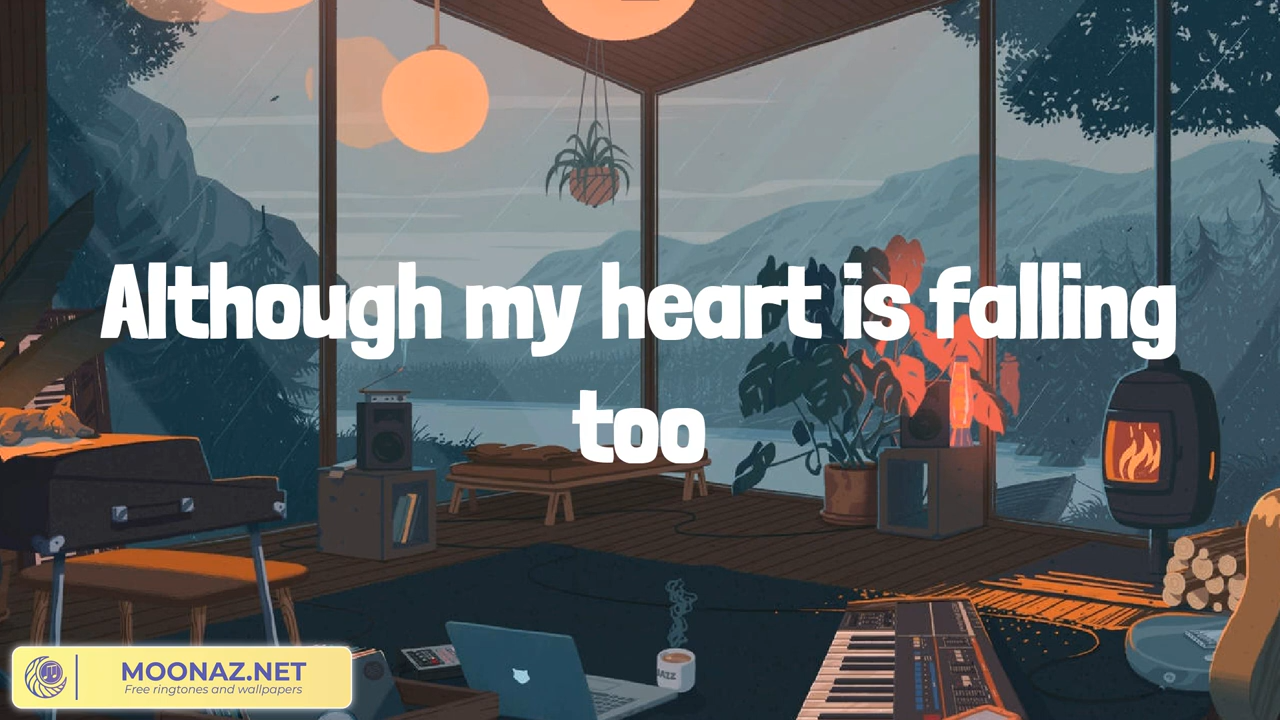 Although my heart is falling
too
JAZZ
MOONAZ.NET
Free ringtones and wallpapers